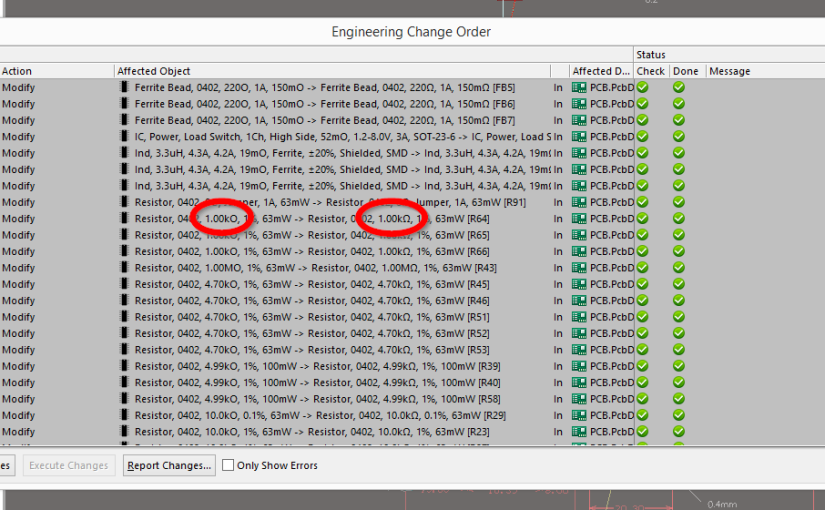 0.2
Engineering Change Order
Status
Action Affected Object Affected D... Check Done Message
Modify Ferrite Bead, 0402, 220O, 1A, 150mO -> Ferrite Bead, 0402, 220Ω, 1A, 150mΩ [FB5] In PCB.PcbD
Modify Ferrite Bead, 0402, 220O, 1A, 150mO -> Ferrite Bead, 0402, 220Ω, 1A, 150mΩ [FB6] In PCB.PcbD
Modify Ferrite Bead, 0402, 220O, 1A, 150mO -> Ferrite Bead, 0402, 220Ω, 1A, 150mΩ [FB7] In PCB.PcbD
Modify IC, Power, Load Switch, 1Ch, High Side, 52mO, 1.2-8.0V, 3A, SOT-23-6 -> IC, Power, Load S In PCB.PcbD
Modify Ind, 3.3uH, 4.3A, 4.2A, 19mO, Ferrite, ±20%, Shielded, SMD -> Ind, 3.3uH, 4.3A, 4.2A, 19m In PCB.PcbD
Modify Ind, 3.3uH, 4.3A, 4.2A, 19mO, Ferrite, ±20%, Shielded, SMD -> Ind, 3.3uH, 4.3A, 4.2A, 19m In PCB.PcbD
Modify Ind, 3.3uH, 4.3A, 4.2A, 19mO, Ferrite, ±20%, Shielded, SMD -> Ind, 3.3uH, 4.3A, 4.2A, 19m In PCB.PcbD
Modify Resistor, 0402, 1A, 63mW -> Resistor, Jumper, 1A, 63mW [R91] In PCB.PcbD
Modify Resistor, 0402, 1.00kO, 1%, 63mW -> Resistor, 0402, 1.00kΩ, 1%, 63mW [R64] In PCB.PcbD
Modify Resistor, 0402, 1.00kO, 1%, 63mW -> Resistor, 0402, 1.00kΩ, 1%, 63mW [R65] In PCB.PcbD
Modify Resistor, 0402, 1.00kO, 1%, 63mW -> Resistor, 0402, 1.00kΩ, 1%, 63mW [R66] In PCB.PcbD
Modify Resistor, 0402, 1.00MO, 1%, 63mW -> Resistor, 0402, 1.00MΩ, 1%, 63mW [R43] In PCB.PcbD
Modify Resistor, 0402, 4.70kO, 1%, 63mW -> Resistor, 0402, 4.70kΩ, 1%, 63mW [R45] In PCB.PcbD
Modify Resistor, 0402, 4.70kO, 1%, 63mW -> Resistor, 0402, 4.70kΩ, 1%, 63mW [R46] In PCB.PcbD
Modify Resistor, 0402, 4.70kO, 1%, 63mW -> Resistor, 0402, 4.70kΩ, 1%, 63mW [R51] In PCB.PcbD
Modify Resistor, 0402, 4.70kO, 1%, 63mW -> Resistor, 0402, 4.70kΩ, 1%, 63mW [R52] In PCB.PcbD
Modify Resistor, 0402, 4.70kO, 1%, 63mW -> Resistor, 0402, 4.70kΩ, 1%, 63mW [R53] In PCB.PcbD
Modify Resistor, 0402, 4.99kO, 1%, 100mW -> Resistor, 0402, 4.99kΩ, 1%, 100mW [R39] In PCB.PcbD
Modify Resistor, 0402, 4.99kO, 1%, 100mW -> Resistor, 0402, 4.99kΩ, 1%, 100mW [R40] In PCB.PcbD
Modify Resistor, 0402, 4.99kO, 1%, 100mW -> Resistor, 0402, 4.99kΩ, 1%, 100mW [R58] In PCB.PcbD
Modify Resistor, 0402, 10.0kO, 0.1%, 63mW -> Resistor, 0402, 10.0kΩ, 0.1%, 63mW [R29] In PCB.PcbD
Modify Resistor, 0402, 10.0kO, 1%, 63mW -> Resistor, 0402, 10.0kΩ, 1%, 63mW [R23] In PCB.PcbD
es Execute Changes Report Changes... Only Show Errors
0.4mm